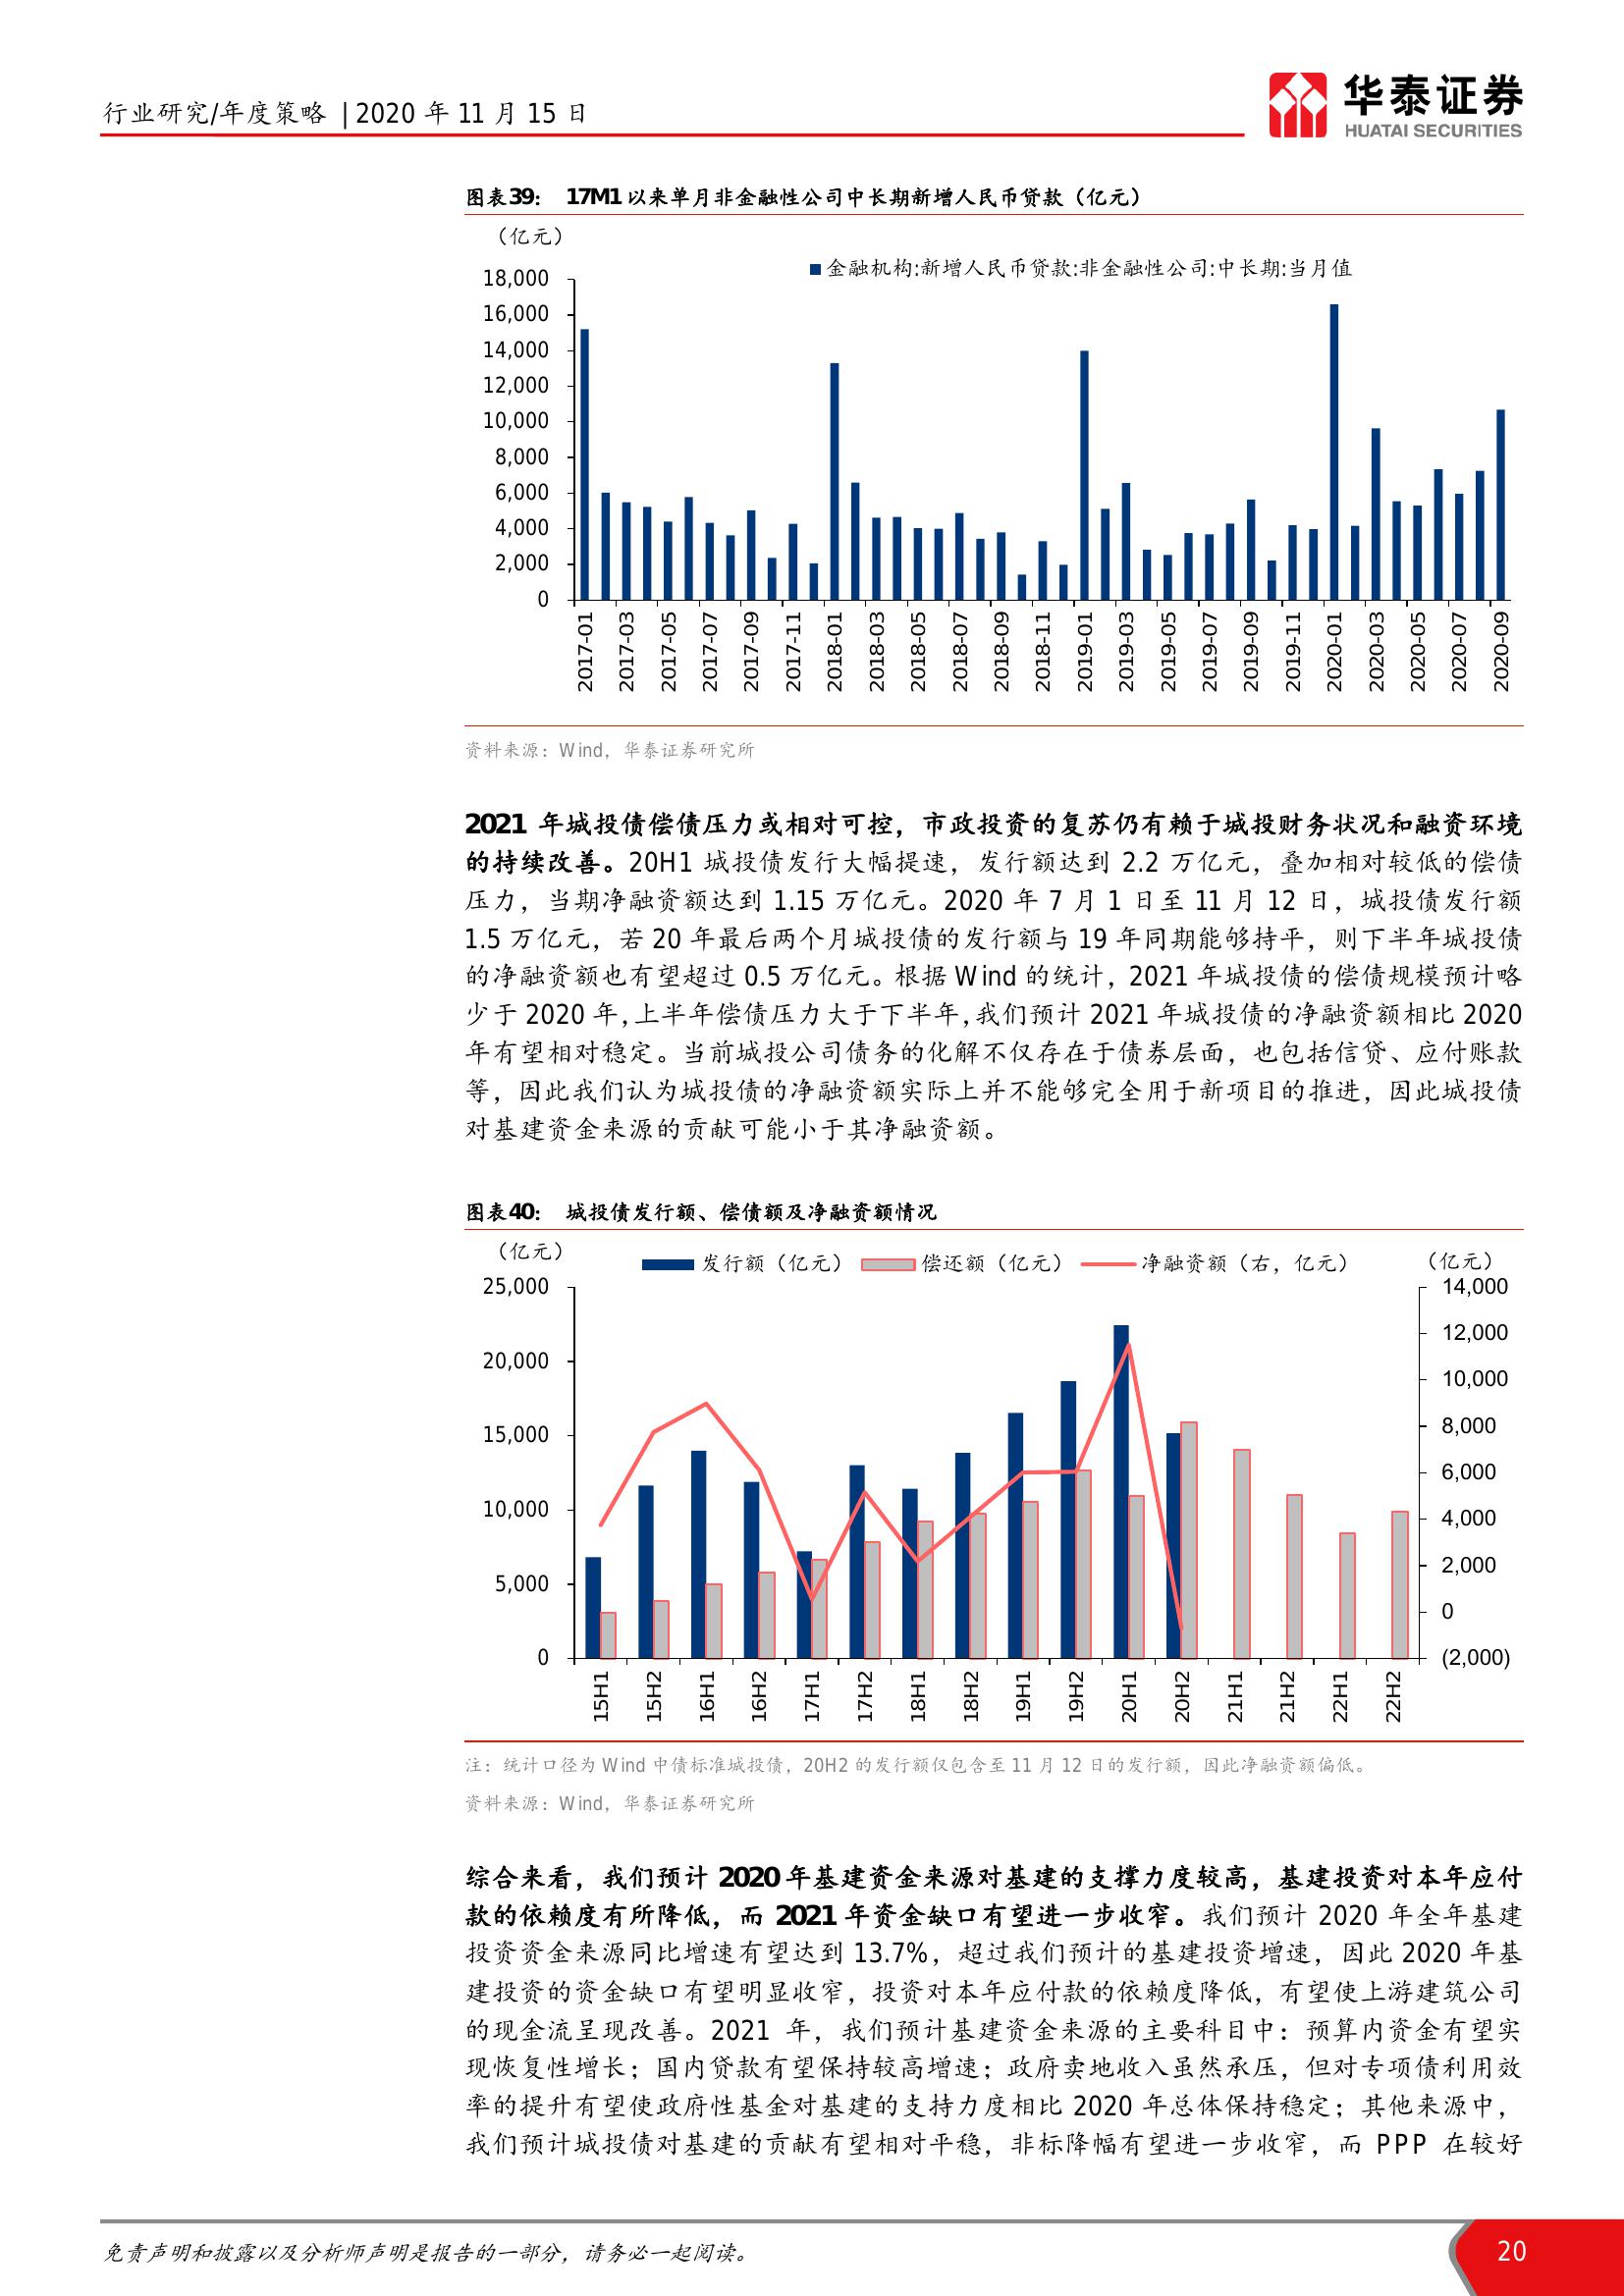 行业研究/年度策略 | 2020 年 11 月 15 日
华泰证券
HUATAI SECURITIES
图表39： 17M1 以来单月非金融性公司中长期新增人民币贷款（亿元）
（亿元）
金融机构:新增人民币贷款:非金融性公司:中长期:当月值
18,000
16,000
14,000
12,000
10,000
8,000
6,000
4,000
2,000
0
2017-01
2017-03
2017-05
2017-07
2017-09
2017-11
2018-01
2018-03
2018-05
2018-07
2018-09
2018-11
2019-01
2019-03
2019-05
2019-07
2019-09
2019-11
2020-01
2020-03
2020-05
2020-07
2020-09
资料来源：Wind，华泰证券研究所
2021 年城投债偿债压力或相对可控，市政投资的复苏仍有赖于城投财务状况和融资环境
的持续改善。20H1 城投债发行大幅提速，发行额达到 2.2 万亿元，叠加相对较低的偿债
压力，当期净融资额达到 1.15 万亿元。2020 年 7 月 1 日至 11 月 12 日，城投债发行额
1.5 万亿元，若 20 年最后两个月城投债的发行额与 19 年同期能够持平，则下半年城投债
的净融资额也有望超过 0.5 万亿元。根据 Wind 的统计，2021 年城投债的偿债规模预计略
少于 2020 年，上半年偿债压力大于下半年，我们预计 2021 年城投债的净融资额相比 2020
年有望相对稳定。当前城投公司债务的化解不仅存在于债券层面，也包括信贷、应付账款
等，因此我们认为城投债的净融资额实际上并不能够完全用于新项目的推进，因此城投债
对基建资金来源的贡献可能小于其净融资额。
图表40： 城投债发行额、偿债额及净融资额情况
（亿元）
发行额（亿元） 偿还额（亿元） 净融资额（右，亿元）
（亿元）
25,000
20,000
15,000
10,000
5,000
0
14,000
12,000
10,000
8,000
6,000
4,000
2,000
0
(2,000)
15H1
15H2
16H1
16H2
17H1
17H2
18H1
18H2
19H1
19H2
20H1
20H2
21H1
21H2
22H1
22H2
注：统计口径为 Wind 中债标准城投债，20H2 的发行额仅包含至 11 月 12 日的发行额，因此净融资额偏低。
资料来源：Wind，华泰证券研究所
综合来看，我们预计 2020 年基建资金来源对基建的支撑力度较高，基建投资对本年应付
款的依赖度有所降低，而 2021 年资金缺口有望进一步收窄。我们预计 2020 年全年基建
投资资金来源同比增速有望达到 13.7%，超过我们预计的基建投资增速，因此 2020 年基
建投资的资金缺口有望明显收窄，投资对本年应付款的依赖度降低，有望使上游建筑公司
的现金流呈现改善。2021 年，我们预计基建资金来源的主要科目中：预算内资金有望实
现恢复性增长；国内贷款有望保持较高增速；政府卖地收入虽然承压，但对专项债利用效
率的提升有望使政府性基金对基建的支持力度相比 2020 年总体保持稳定；其他来源中，
我们预计城投债对基建的贡献有望相对平稳，非标降幅有望进一步收窄，而 PPP 在较好
免责声明和披露以及分析师声明是报告的一部分，请务必一起阅读。
20